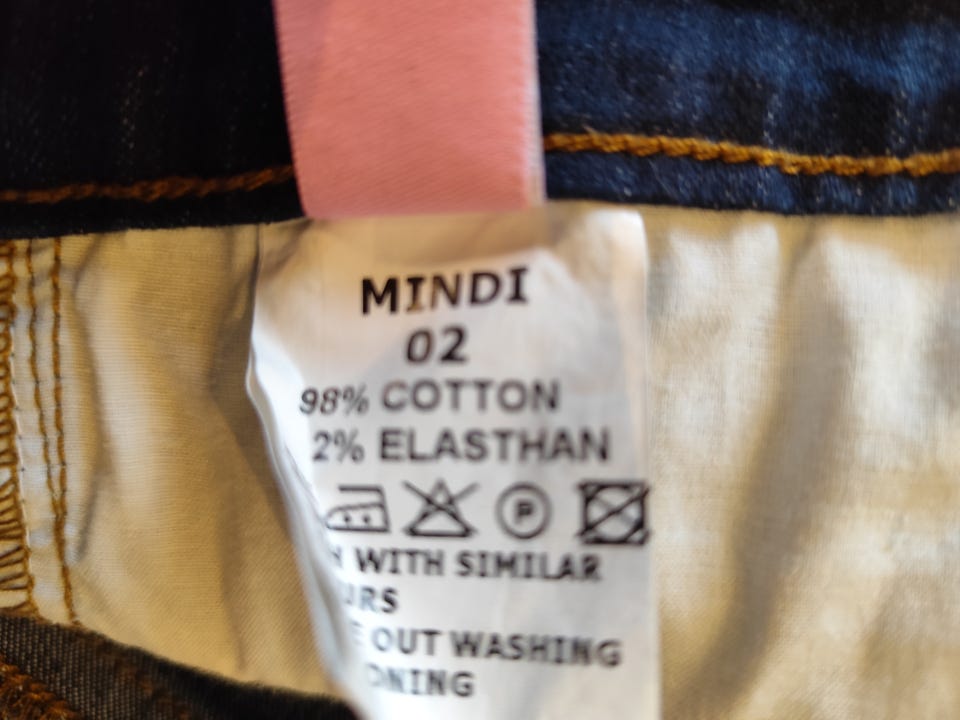 MINDI
02
98% COTTON
2% ELASTHAN
P
WITH SIMILAR
OUT WASHING